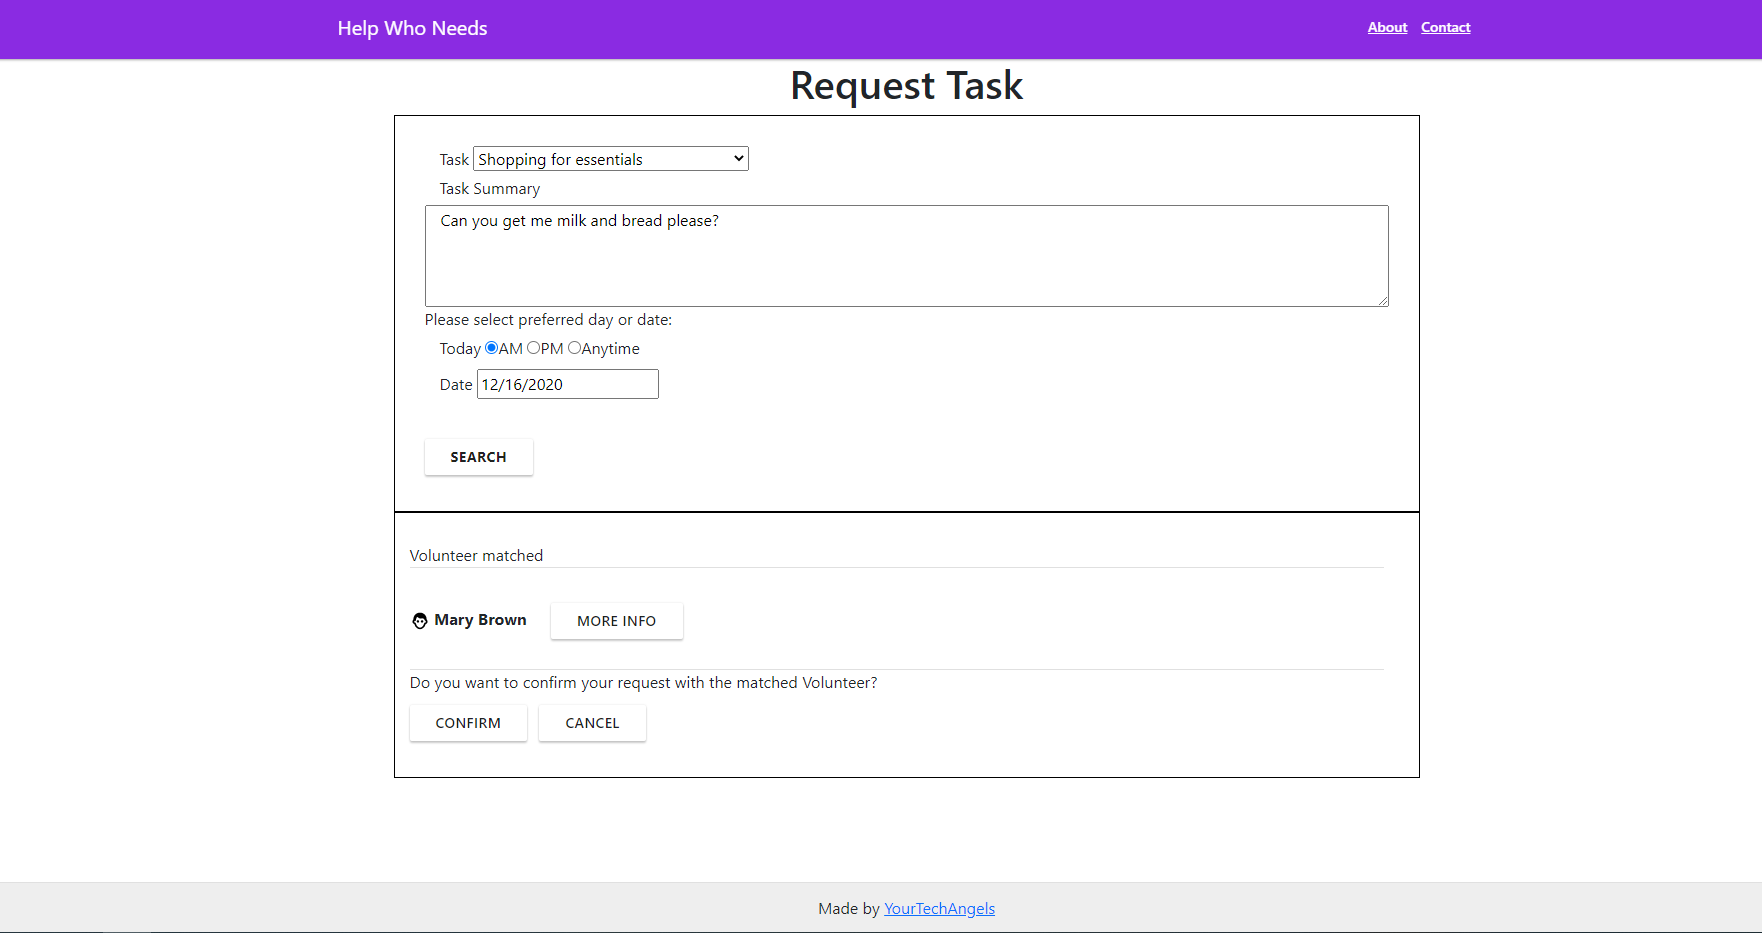 Help Who Needs About Contact
Request Task
Task Shopping for essentials
Task Summary
Can you get me milk and bread please?
Please select preferred day or date:
Today AM PM Anytime
Date 12/16/2020
SEARCH
Volunteer matched
Mary Brown MORE INFO
Do you want to confirm your request with the matched Volunteer?
CONFIRM CANCEL
Made by YourTechAngels